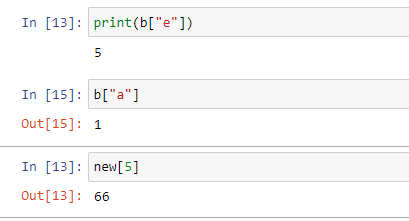 In [13]: print(b["e"])
5
In [15]: b["a"]
Out[15]: 1
In [13]: new[5]
Out[13]: 66